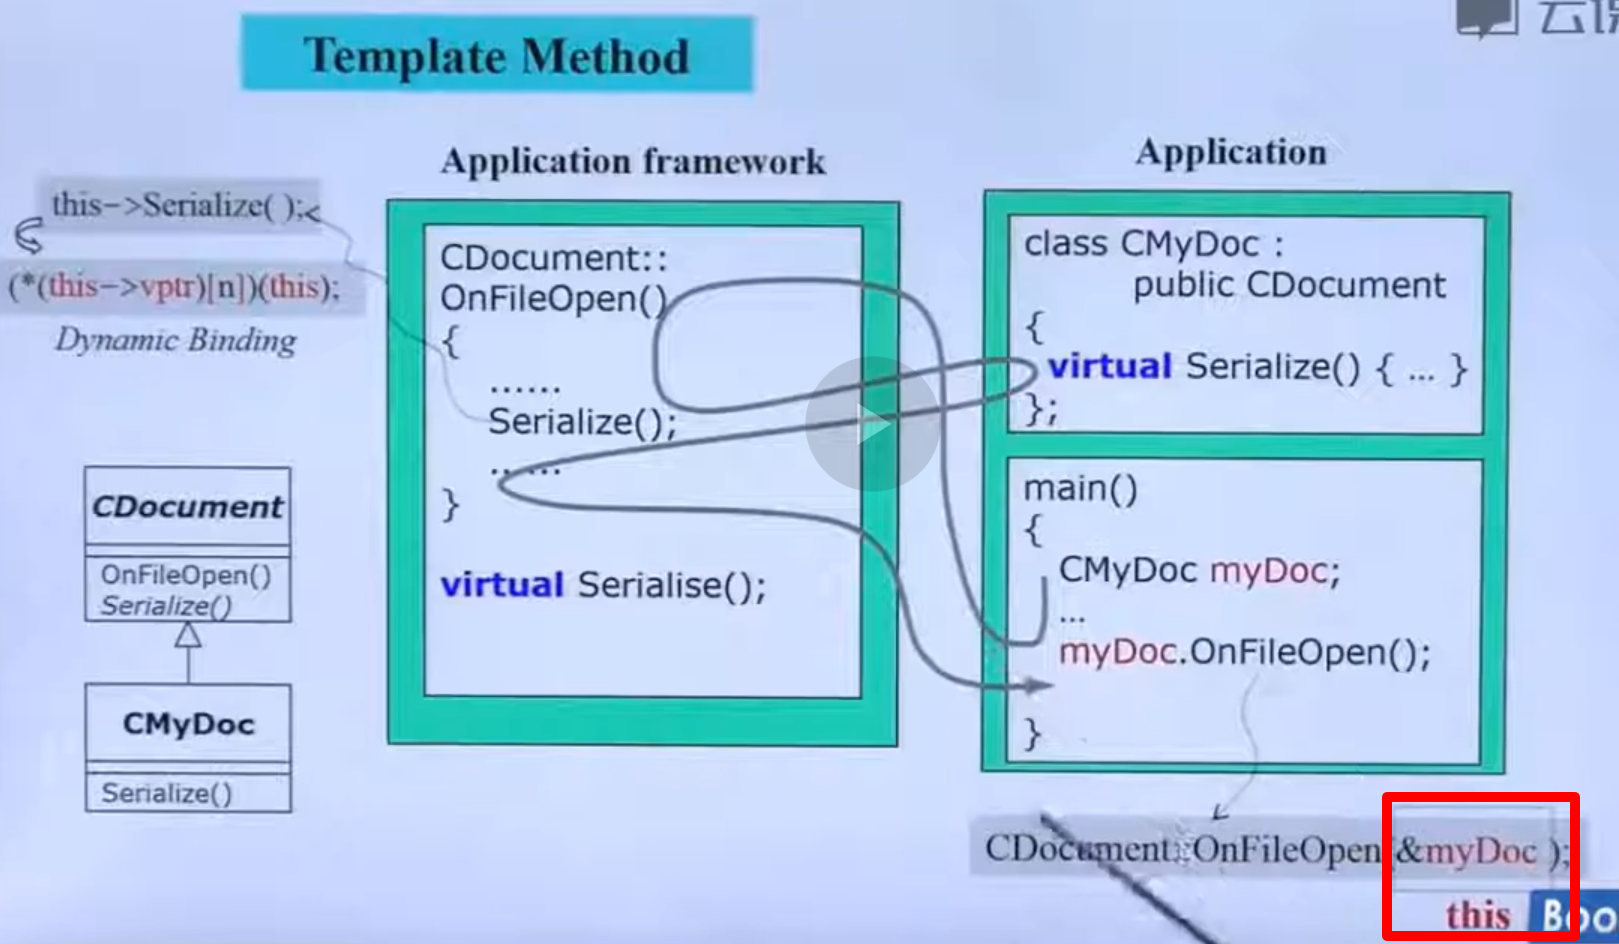 Template Method
Application framework
Application
this->Serialize( );
(*(this->vptr)[n])(this);
Dynamic Binding
CDocument::
OnFileOpen()
{
......
Serialize();
......
}
virtual Serialise();
class CMyDoc :
public CDocument
{
virtual Serialize() { ... }
};
main()
{
CMyDoc myDoc;
...
myDoc.OnFileOpen();
}
CDocument
OnFileOpen()
Serialize()
CMyDoc
Serialize()
CDocument::OnFileOpen(&myDoc );
this